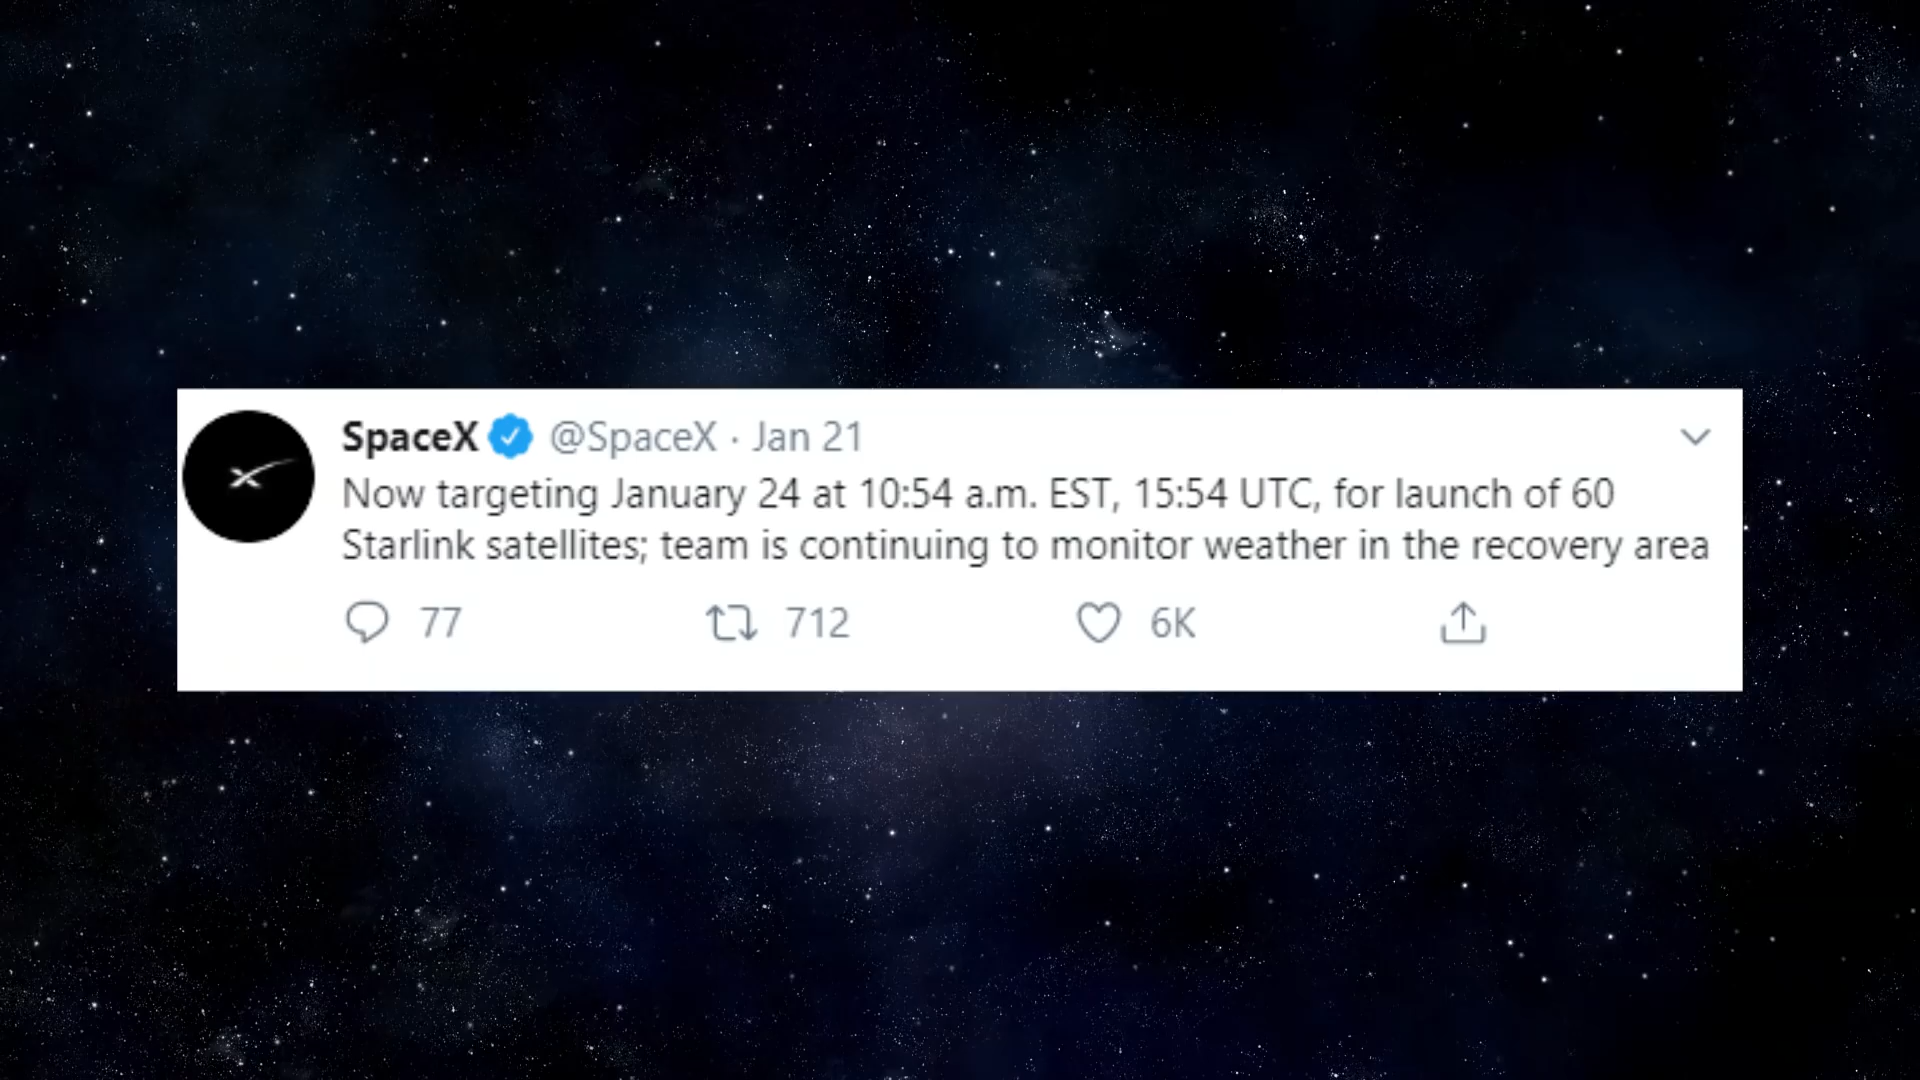 SpaceX @SpaceX · Jan 21
Now targeting January 24 at 10:54 a.m. EST, 15:54 UTC, for launch of 60
Starlink satellites; team is continuing to monitor weather in the recovery area
77 712 6K